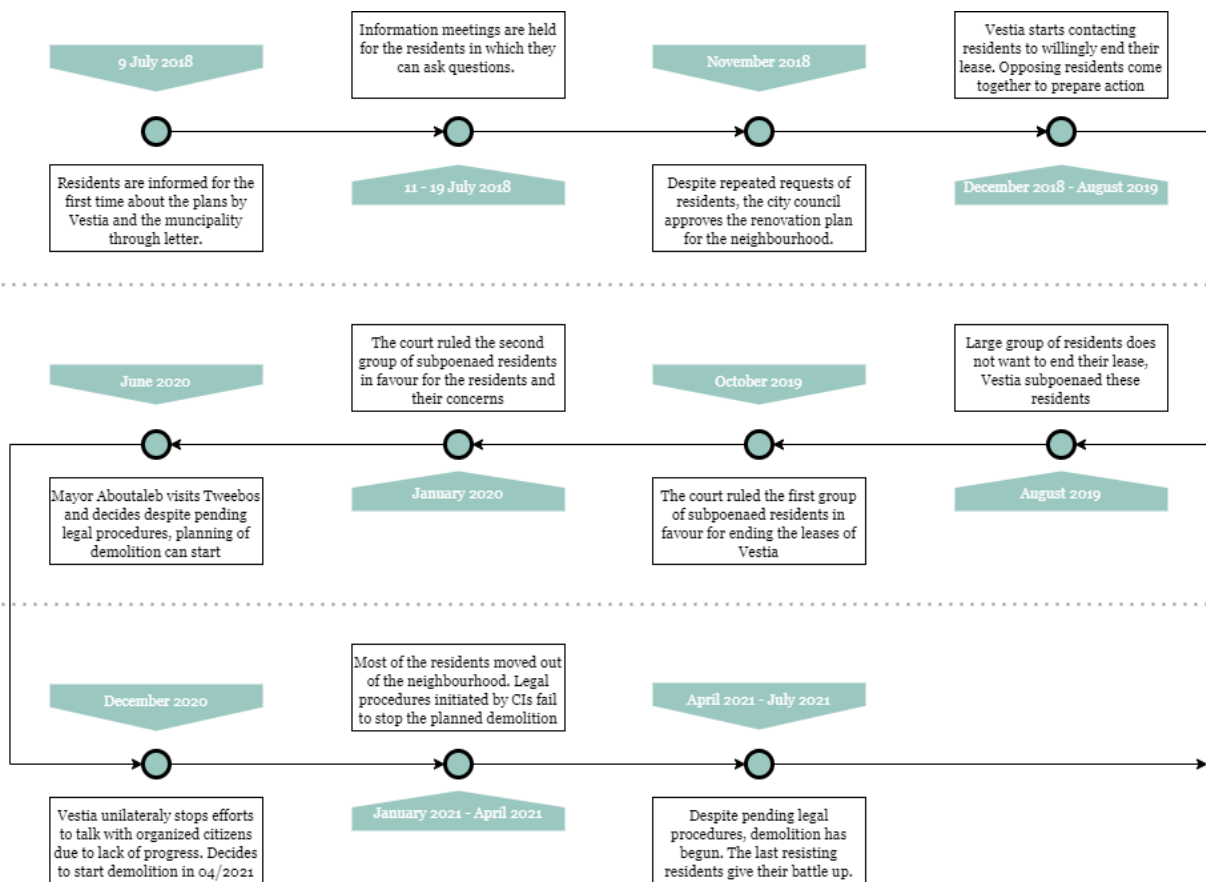 9 July 2018
Residents are informed for the
first time about the plans by
Vestia and the muncipality
through letter.
Information meetings are held
for the residents in which they
can ask questions.
11 - 19 July 2018
November 2018
Despite repeated requests of
residents, the city council
approves the renovation plan
for the neighbourhood.
Vestia starts contacting
residents to willingly end their
lease. Opposing residents come
together to prepare action
December 2018 - August 2019
Large group of residents does
not want to end their lease,
Vestia subpoenaed these
residents
August 2019
October 2019
The court ruled the first group
of subpoenaed residents in
favour for ending the leases of
Vestia
The court ruled the second
group of subpoenaed residents
in favour for the residents and
their concerns
January 2020
June 2020
Mayor Aboutaleb visits Tweebos
and decides despite pending
legal procedures, planning of
demolition can start
December 2020
Vestia unilateraly stops efforts
to talk with organized citizens
due to lack of progress. Decides
to start demolition in 04/2021
Most of the residents moved out
of the neighbourhood. Legal
procedures initiated by CIs fail
to stop the planned demolition
January 2021 - April 2021
April 2021 - July 2021
Despite pending legal
procedures, demolition has
begun. The last resisting
residents give their battle up.